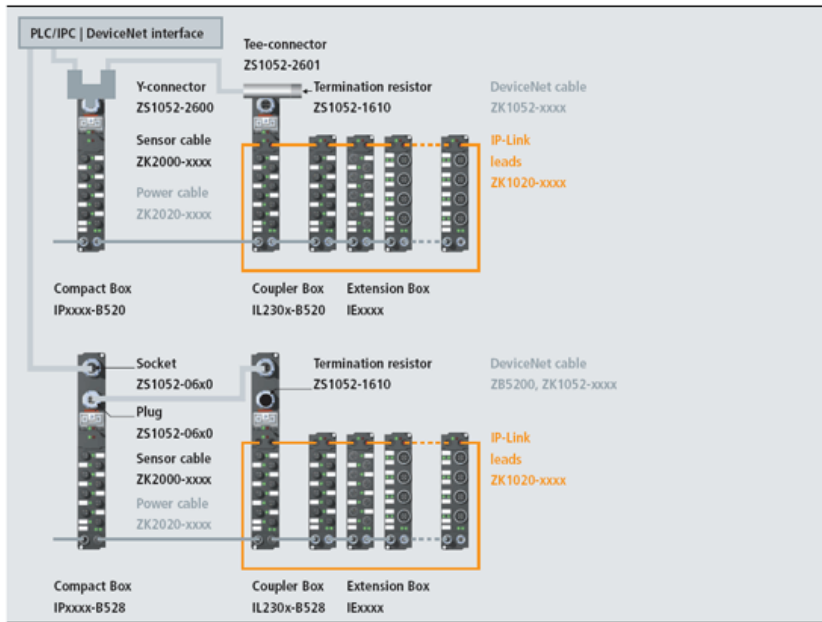 PLC/IPC | DeviceNet interface
Tee-connector
ZS1052-2601
Y-connector
ZS1052-2600
Termination resistor
ZS1052-1610
DeviceNet cable
ZK1052-xxxx
Sensor cable
ZK2000-xxxx
IP-Link
leads
ZK1020-xxxx
Power cable
ZK2020-xxxx
Compact Box
IPxxxx-B520
Coupler Box
IL230x-B520
Extension Box
IExxxx
Socket
ZS1052-06x0
Termination resistor
ZS1052-1610
DeviceNet cable
ZB5200, ZK1052-xxxx
Plug
ZS1052-06x0
Sensor cable
ZK2000-xxxx
IP-Link
leads
ZK1020-xxxx
Power cable
ZK2020-xxxx
Compact Box
IPxxxx-B528
Coupler Box
IL230x-B528
Extension Box
IExxxx